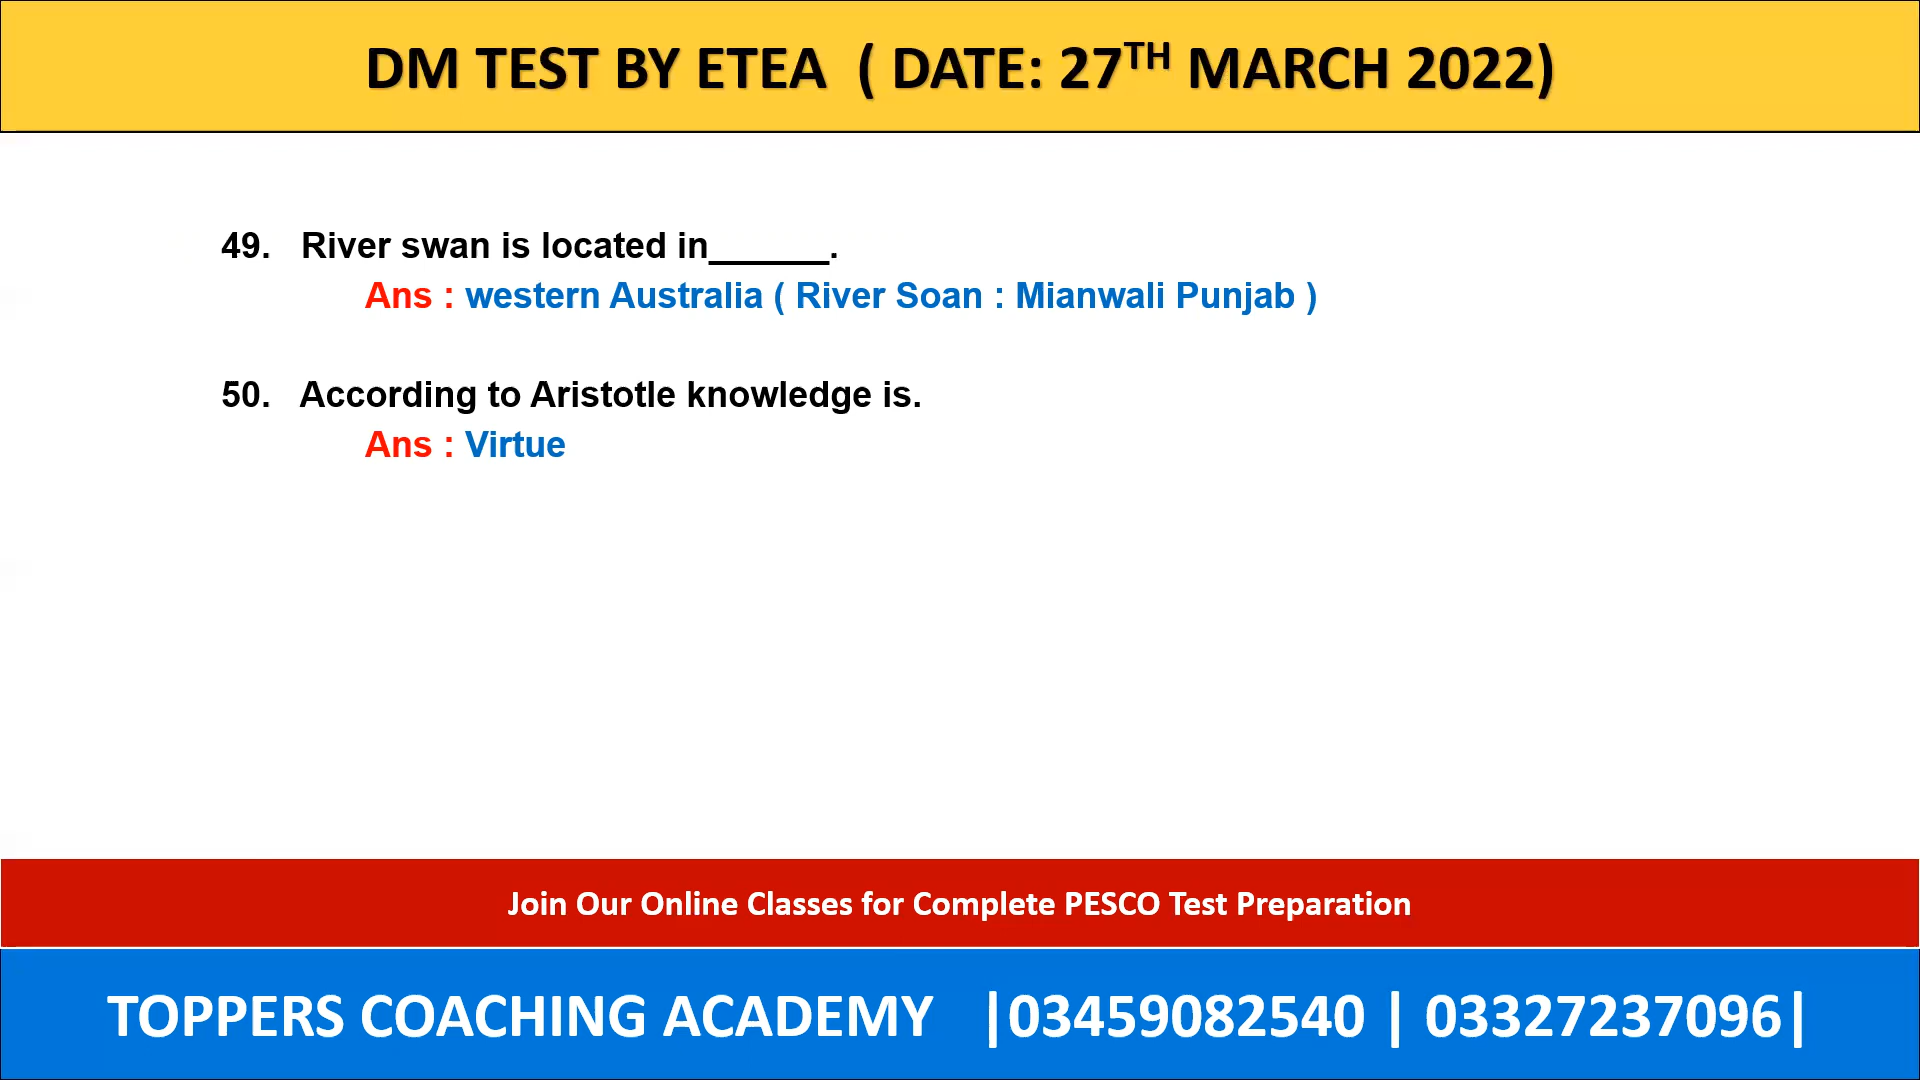 DM TEST BY ETEA ( DATE: 27TH MARCH 2022)
49. River swan is located in______.
Ans : western Australia ( River Soan : Mianwali Punjab )
50. According to Aristotle knowledge is.
Ans : Virtue
Join Our Online Classes for Complete PESCO Test Preparation
TOPPERS COACHING ACADEMY |03459082540 | 03327237096|